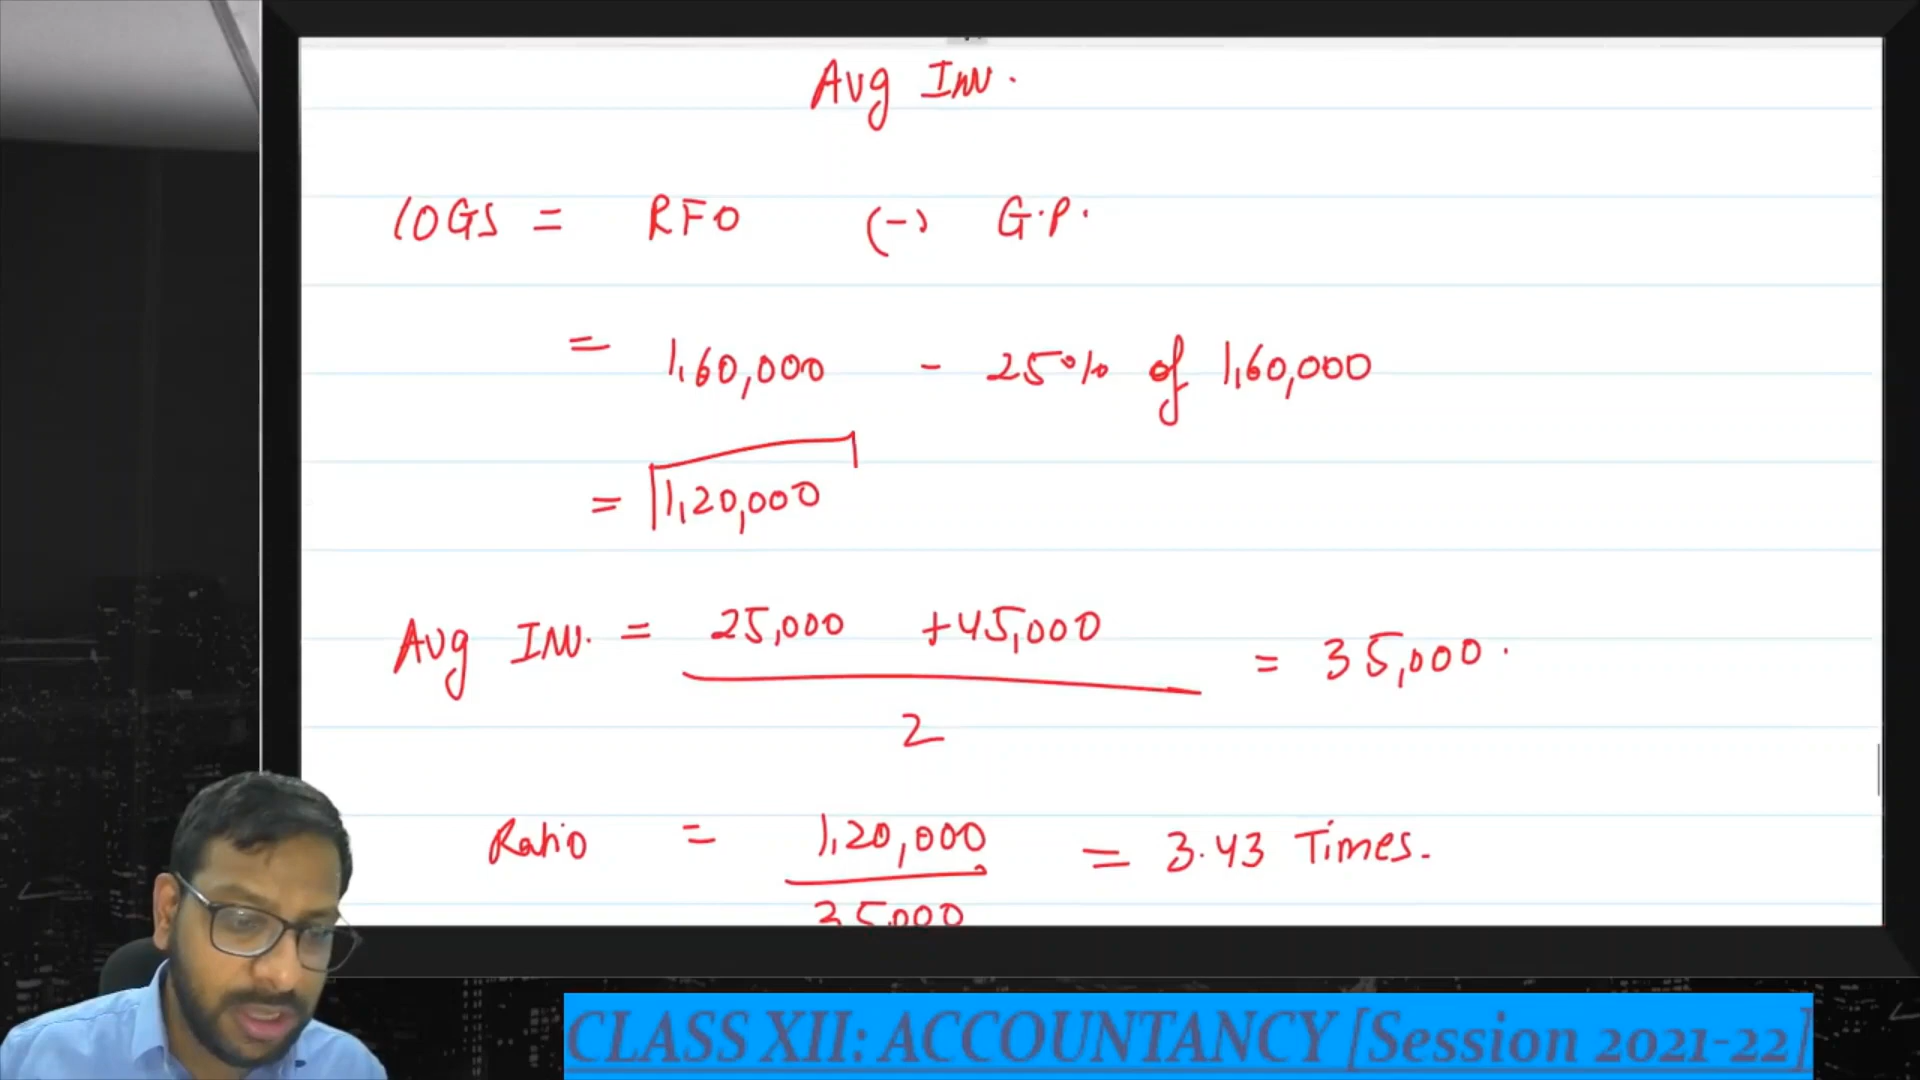 Avg Inv.
COGS = RFO (-) G.P.
= 1,60,000 - 25% of 1,60,000
= 1,20,000
Avg Inv. = 25,000 + 45,000 = 35,000.
2
Ratio = 1,20,000 = 3.43 Times.
35,000
CLASS XII: ACCOUNTANCY [Session 2021-22]